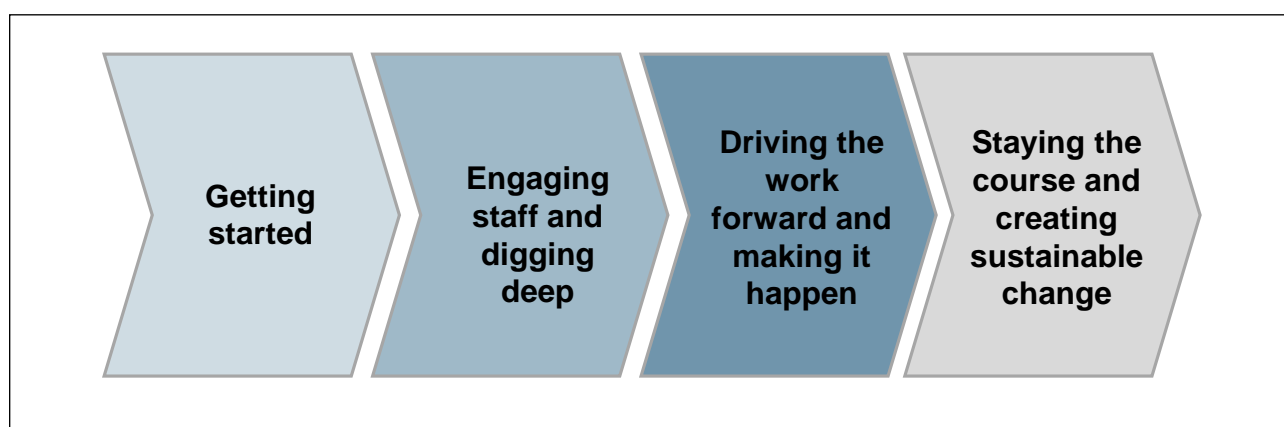 Getting
started
Engaging
staff and
digging
deep
Driving the
work
forward and
making it
happen
Staying the
course and
creating
sustainable
change